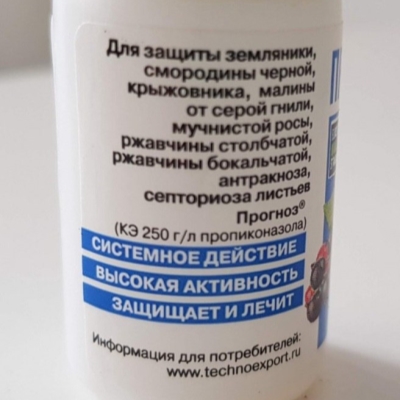 Для защиты земляники,
смородины черной,
крыжовника, малины
от серой гнили,
мучнистой росы,
ржавчины столбчатой,
ржавчины бокальчатой,
антракноза,
септориоза листьев
Прогноз®
(КЭ 250 г/л пропиконазола)
СИСТЕМНОЕ ДЕЙСТВИЕ
ВЫСОКАЯ АКТИВНОСТЬ
ЗАЩИЩАЕТ И ЛЕЧИТ
Информация для потребителей:
www.technoexport.ru